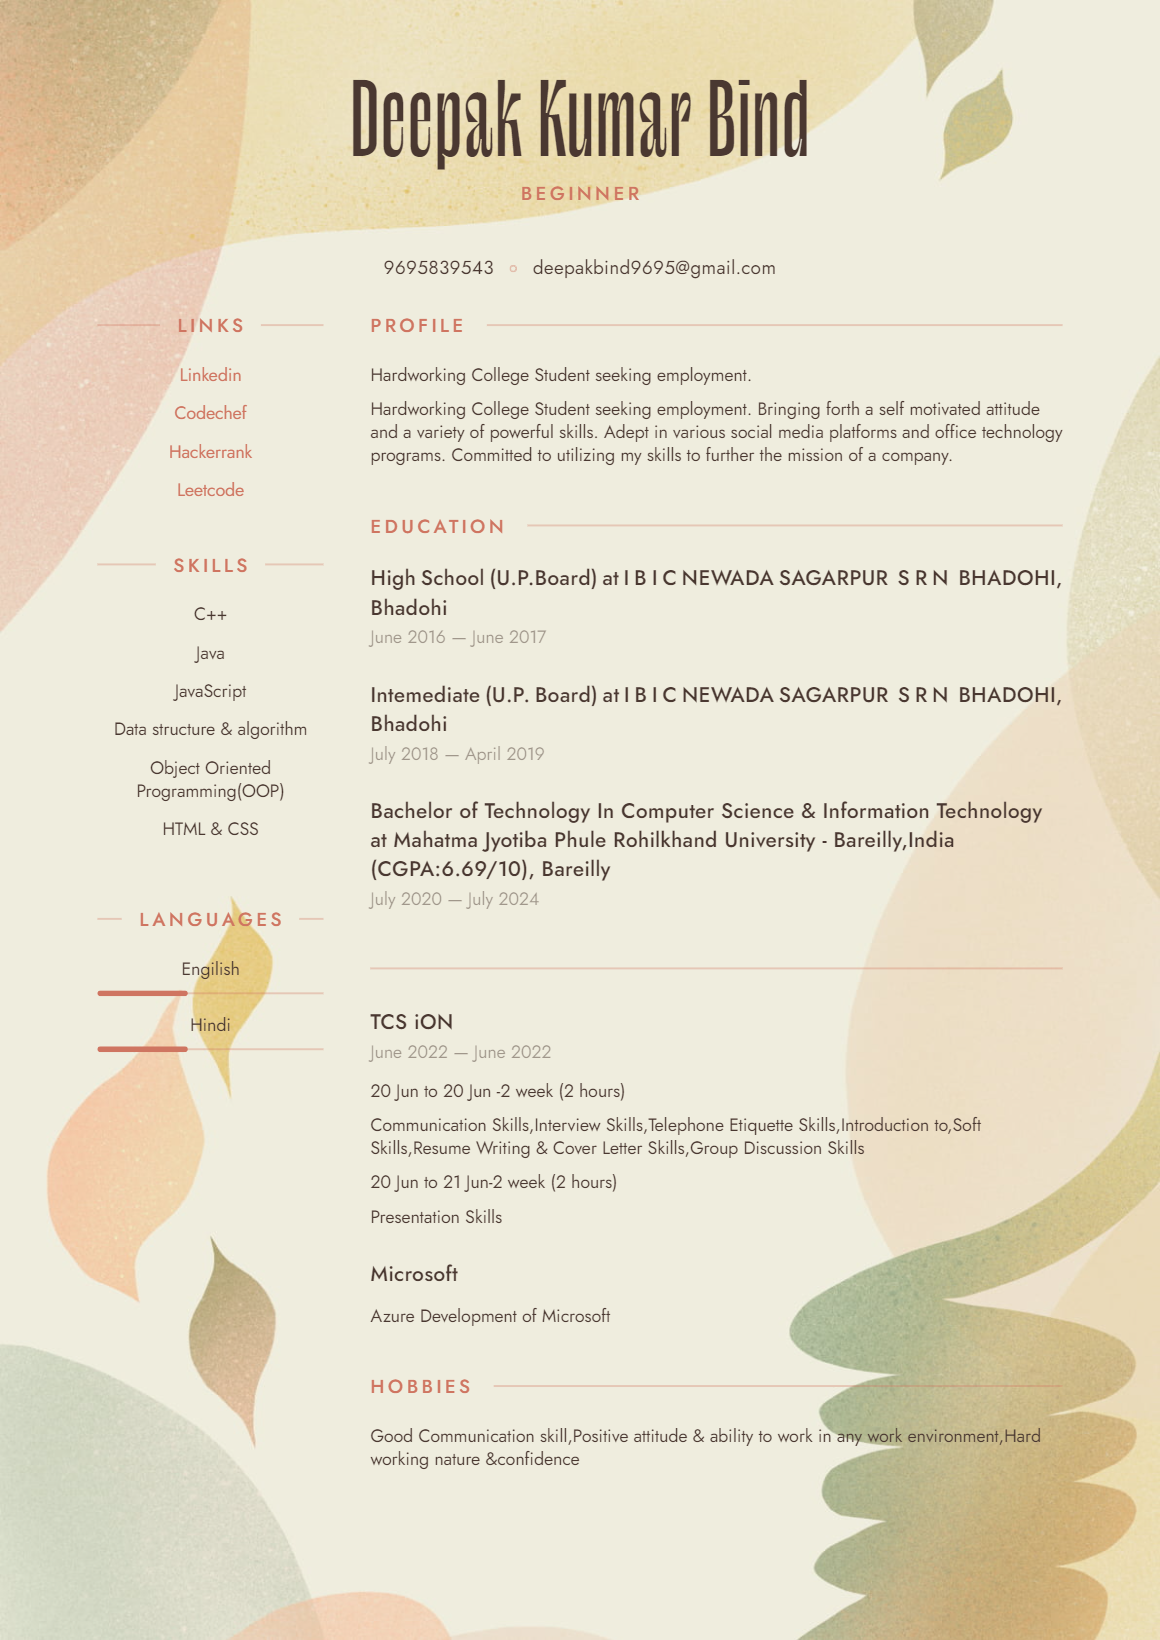 Deepak Kumar Bind
BEGINNER
9695839543 o deepakbind9695@gmail.com
LINKS
Linkedin
Codechef
Hackerrank
Leetcode
SKILLS
C++
Java
JavaScript
Data structure & algorithm
Object Oriented
Programming(OOP)
HTML & CSS
LANGUAGES
Engilish
Hindi
PROFILE
Hardworking College Student seeking employment.
Hardworking College Student seeking employment. Bringing forth a self motivated attitude
and a variety of powerful skills. Adept in various social media platforms and office technology
programs. Committed to utilizing my skills to further the mission of a company.
EDUCATION
High School (U.P.Board) at I B I C NEWADA SAGARPUR S R N BHADOHI,
Bhadohi
June 2016 — June 2017
Intemediate (U.P. Board) at I B I C NEWADA SAGARPUR S R N BHADOHI,
Bhadohi
July 2018 — April 2019
Bachelor of Technology In Computer Science & Information Technology
at Mahatma Jyotiba Phule Rohilkhand University - Bareilly,India
(CGPA:6.69/10), Bareilly
July 2020 — July 2024
TCS iON
June 2022 — June 2022
20 Jun to 20 Jun -2 week (2 hours)
Communication Skills,Interview Skills,Telephone Etiquette Skills,Introduction to,Soft
Skills,Resume Writing & Cover Letter Skills,Group Discussion Skills
20 Jun to 21 Jun-2 week (2 hours)
Presentation Skills
Microsoft
Azure Development of Microsoft
HOBBIES
Good Communication skill,Positive attitude & ability to work in any work environment,Hard
working nature &confidence